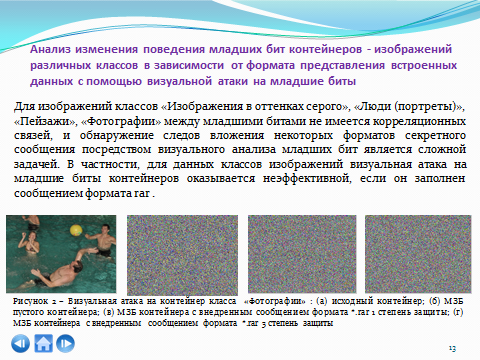 Анализ изменения поведения младших бит контейнеров - изображений
различных классов в зависимости от формата представления встроенных
данных с помощью визуальной атаки на младшие биты
Для изображений классов «Изображения в оттенках серого», «Люди (портреты)»,
«Пейзажи», «Фотографии» между младшими битами не имеется корреляционных
связей, и обнаружение следов вложения некоторых форматов секретного
сообщения посредством визуального анализа младших бит является сложной
задачей. В частности, для данных классов изображений визуальная атака на
младшие биты контейнеров оказывается неэффективной, если он заполнен
сообщением формата rar .
Рисунок 2 – Визуальная атака на контейнер класса «Фотографии» : (а) исходный контейнер; (б) МЗБ
пустого контейнера; (в) МЗБ контейнера с внедренным сообщением формата *.rar 1 степень защиты; (г)
МЗБ контейнера с внедренным сообщением формата *.rar 5 степень защиты
13